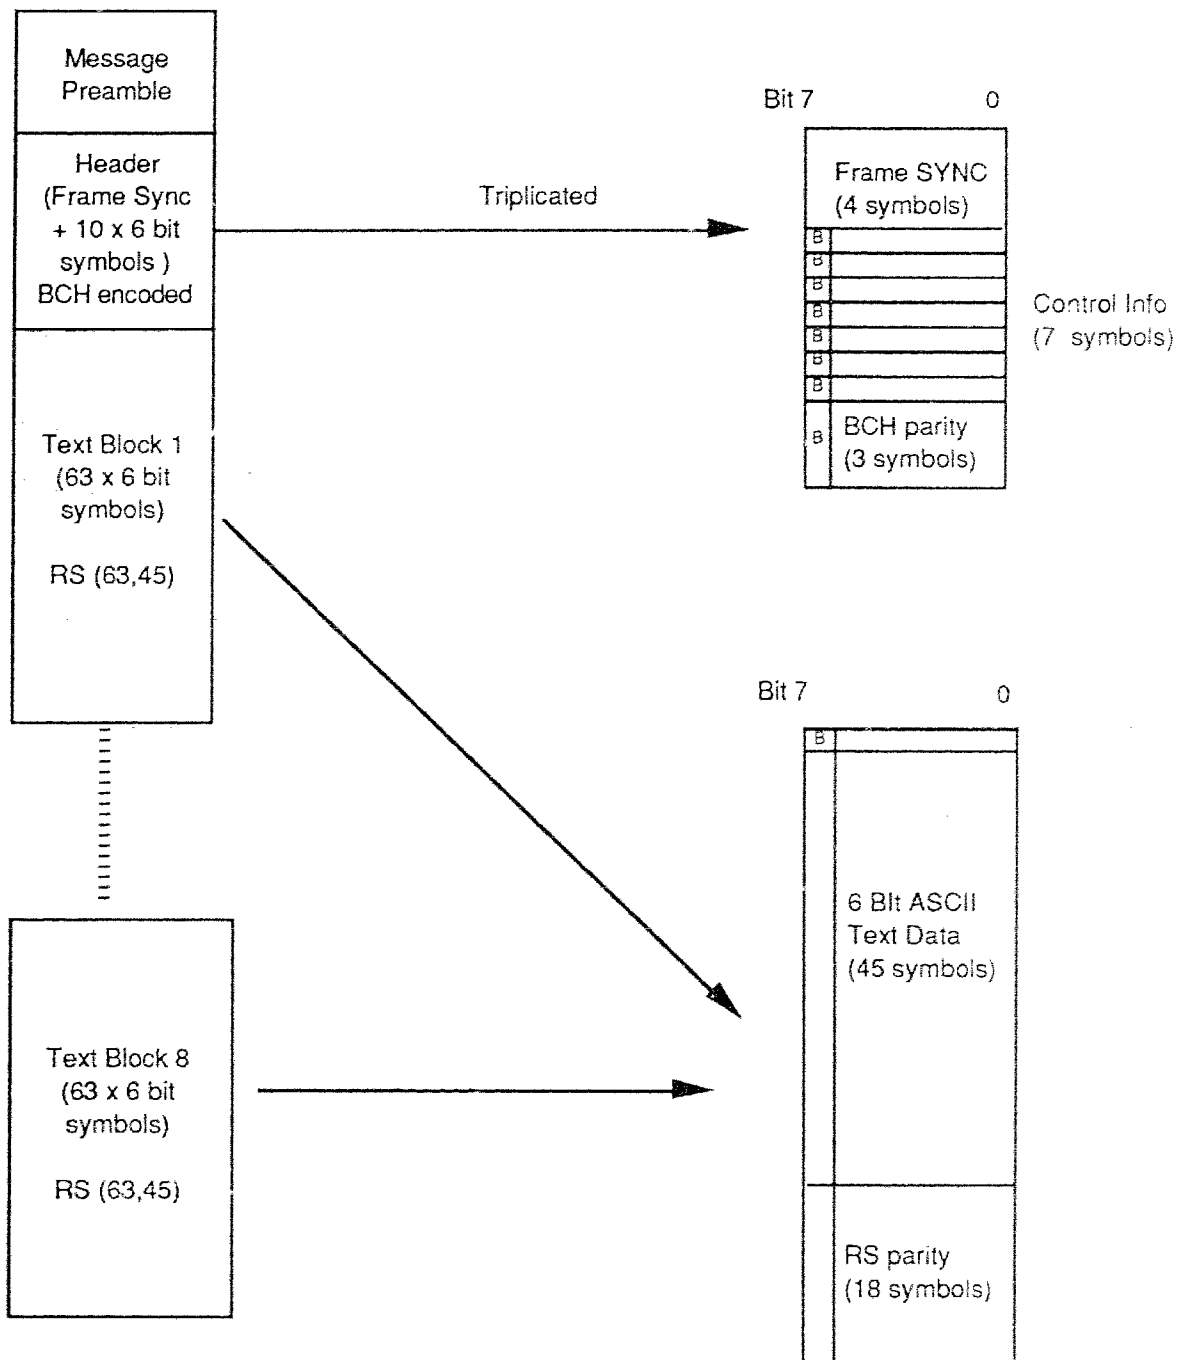 Message
Preamble
Header
(Frame Sync
+ 10 x 6 bit
symbols )
BCH encoded
Triplicated
Bit 7 0
Frame SYNC
(4 symbols)
B
B
B
B
B
B
B
Control Info
(7 symbols)
B
BCH parity
(3 symbols)
Text Block 1
(63 x 6 bit
symbols)
RS (63,45)
Bit 7 0
B
6 BIt ASCII
Text Data
(45 symbols)
Text Block 8
(63 x 6 bit
symbols)
RS (63,45)
RS parity
(18 symbols)